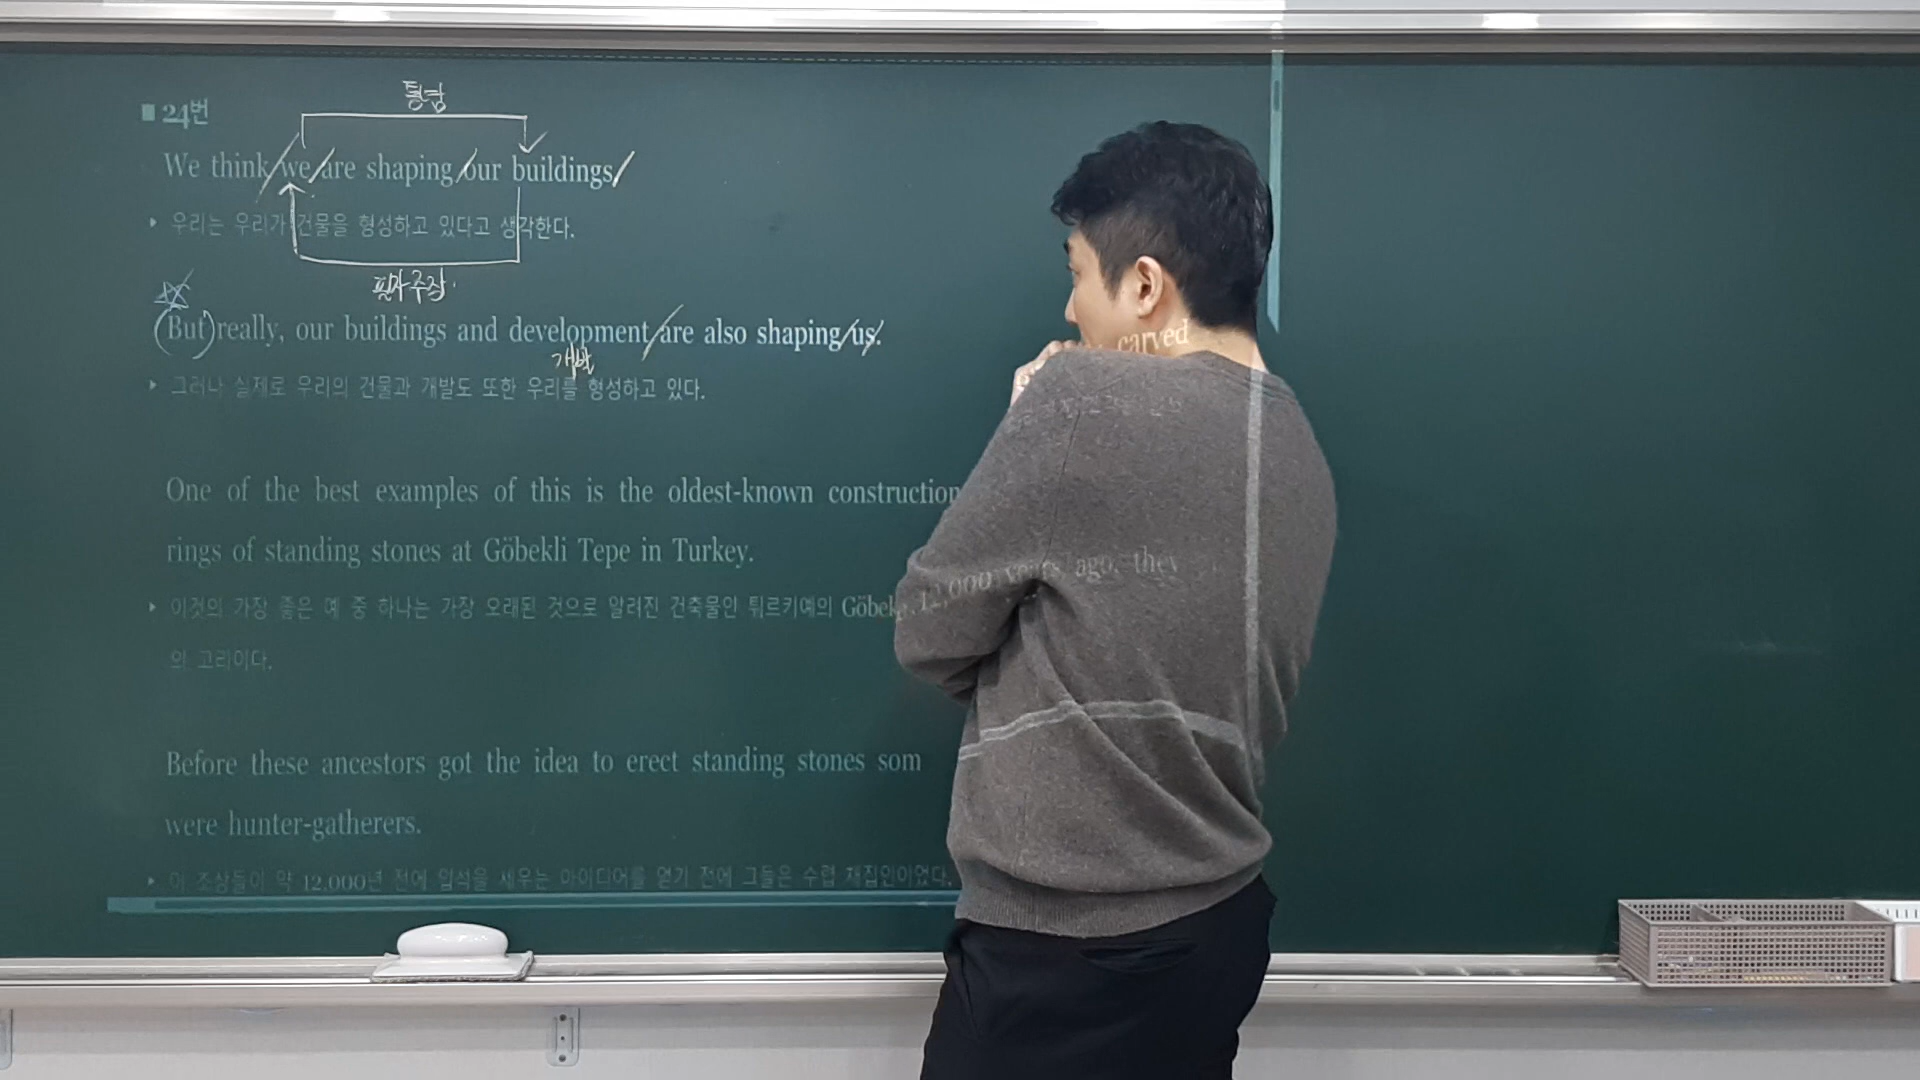 통념
■ 24번
We think we are shaping our buildings
▸ 우리는 우리가 건물을 형성하고 있다고 생각한다.
필자 주장
But really, our buildings and development are also shaping us.
개발
▸ 그러나 실제로 우리의 건물과 개발도 또한 우리를 형성하고 있다.
One of the best examples of this is the oldest-known construction carved
rings of standing stones at Göbekli Tepe in Turkey.
▸ 이것의 가장 좋은 예 중 하나는 가장 오래된 것으로 알려진 건축물인 튀르키예의 Göbek
의 고리이다.
Before these ancestors got the idea to erect standing stones som 12,000 years ago, they
were hunter-gatherers.
▸ 이 조상들이 약 12,000년 전에 입석을 세우는 아이디어를 얻기 전에 그들은 수렵 채집인이었다.